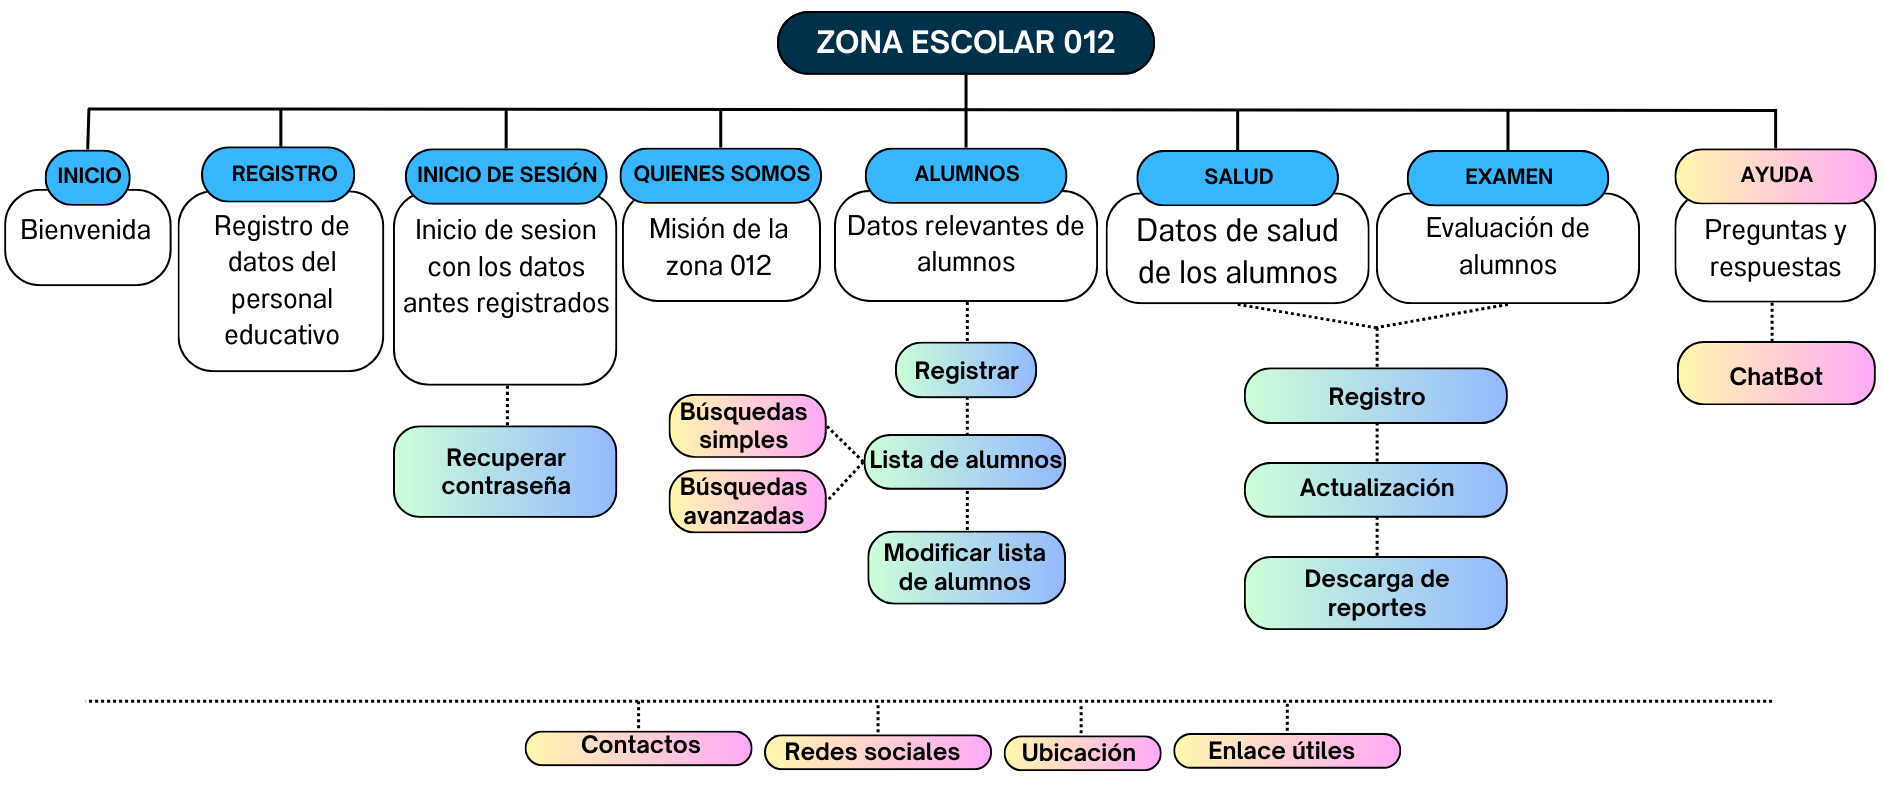 ZONA ESCOLAR 012
INICIO
Bienvenida
REGISTRO
Registro de
datos del
personal
educativo
INICIO DE SESIÓN
Inicio de sesion
con los datos
antes registrados
Recuperar
contraseña
QUIENES SOMOS
Misión de la
zona 012
ALUMNOS
Datos relevantes de
alumnos
Registrar
Búsquedas
simples
Búsquedas
avanzadas
Lista de alumnos
Modificar lista
de alumnos
SALUD
Datos de salud
de los alumnos
EXAMEN
Evaluación de
alumnos
Registro
Actualización
Descarga de
reportes
AYUDA
Preguntas y
respuestas
ChatBot
Contactos
Redes sociales
Ubicación
Enlace útiles